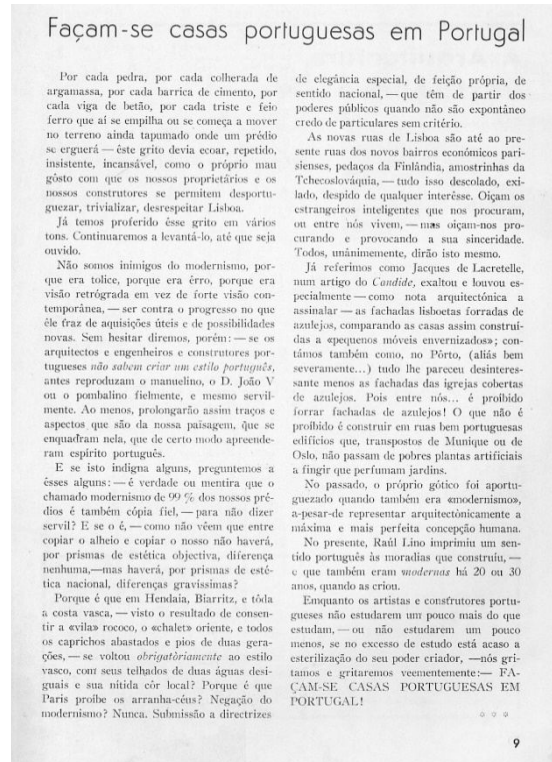 Façam-se casas portuguesas em Portugal
Por cada pedra, por cada colherada de
argamassa, por cada barrica de cimento, por
cada viga de betão, por cada triste e feio
ferro que aí se empilha ou se começa a mover
no terreno ainda tapumado onde um prédio
se erguerá — êste grito devia ecoar, repetido,
insistente, incansável, como o próprio mau
gôsto com que os nossos proprietários e os
nossos construtores se permitem desportu-
guezar, trivializar, desrespeitar Lisboa.
Já temos proferido êsse grito em vários
tons. Continuaremos a levantá-lo, até que seja
ouvido.
Não somos inimigos do modernismo, por-
que era tolice, porque era êrro, porque era
visão retrógrada em vez de forte visão con-
temporânea, — ser contra o progresso no que
êle fraz de aquisições úteis e de possibilidades
novas. Sem hesitar diremos, porém: — se os
arquitectos e engenheiros e construtores por-
tugueses não sabem criar um estilo português,
antes reproduzam o manuelino, o D. João V
ou o pombalino fielmente, e mesmo servil-
mente. Ao menos, prolongarão assim traços e
aspectos que são da nossa paisagem, que se
enquadram nela, que de certo modo apreende-
ram espírito português.
E se isto indigna alguns, preguntemos a
êsses alguns: — é verdade ou mentira que o
chamado modernismo de 99 % dos nossos pré-
dios é também cópia fiel, — para não dizer
servil? E se o é, — como não vêem que entre
copiar o alheio e copiar o nosso não haverá,
por prismas de estética objectiva, diferença
nenhuma,—mas haverá, por prismas de esté-
tica nacional, diferenças gravíssimas?
Porque é que em Hendaia, Biarritz, e tôda
a costa vasca, — visto o resultado de consen-
tir a «vila» rococo, o «chalet» oriente, e todos
os caprichos abastados e pios de duas gera-
ções, — se voltou obrigatòriamente ao estilo
vasco, com seus telhados de duas águas desi-
guais e sua nítida côr local? Porque é que
Paris proíbe os arranha-céus? Negação do
modernismo? Nunca. Submissão a directrizes
de elegância especial, de feição própria, de
sentido nacional, — que têm de partir dos
poderes públicos quando não são expontâneo
credo de particulares sem critério.
As novas ruas de Lisboa são até ao pre-
sente ruas dos novos bairros económicos pari-
sienses, pedaços da Finlândia, amostrinhas da
Tchecoslováquia, — tudo isso descolado, exi-
lado, despido de qualquer interêsse. Oiçam os
estrangeiros inteligentes que nos procuram,
ou entre nós vivem, — mas oiçam-nos pro-
curando e provocando a sua sinceridade.
Todos, unânimemente, dirão isto mesmo.
Já referimos como Jacques de Lacretelle,
num artigo do Candide, exaltou e louvou es-
pecialmente — como nota arquitectónica a
assinalar — as fachadas lisboetas forradas de
azulejos, comparando as casas assim construí-
das a «pequenos móveis envernizados»; con-
támos também como, no Pôrto, (aliás bem
severamente...) tudo lhe pareceu desinteres-
sante menos as fachadas das igrejas cobertas
de azulejos. Pois entre nós... é proibido
forrar fachadas de azulejos! O que não é
proibido é construir em ruas bem portuguesas
edifícios que, transpostos de Munique ou de
Oslo, não passam de pobres plantas artificiais
a fingir que perfumam jardins.
No passado, o próprio gótico foi aportu-
guezado quando também era «modernismo»,
a-pesar-de representar arquitectònicamente a
máxima e mais perfeita concepção humana.
No presente, Raúl Lino imprimiu um sen-
tido português às moradias que construiu, —
e que também eram modernas há 20 ou 30
anos, quando as criou.
Emquanto os artistas e construtores portu-
gueses não estudarem um pouco mais do que
estudam, — ou não estudarem um pouco
menos, se no excesso de estudo está acaso a
esterilização do seu poder criador, —nós gri-
tamos e gritaremos veementemente:— FA-
ÇAM-SE CASAS PORTUGUESAS EM
PORTUGAL!
9